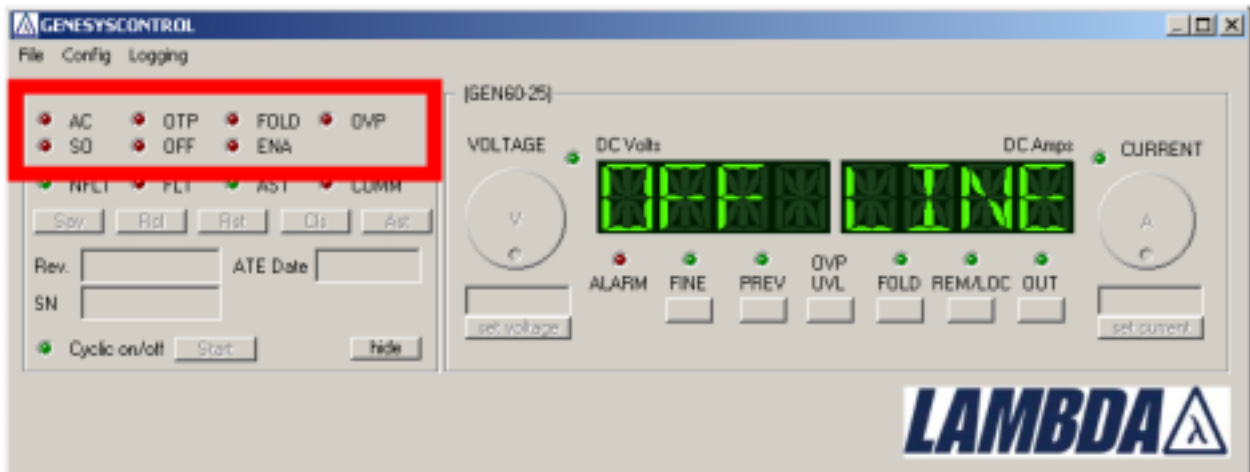 GENESYSCONTROL
File Config Logging
AC OTP FOLD OVP
SO OFF ENA
NFLT FLT AST COMM
Sav Rcl Rst Cls Ast
Rev. ATE Date
SN
Cyclic on/off Start hide
(GEN60-25)
VOLTAGE DC Volts DC Amps CURRENT
OFF LINE
V A
OVP
ALARM FINE PREV UVL FOLD REM/LOC OUT
set voltage set current
LAMBDA λ